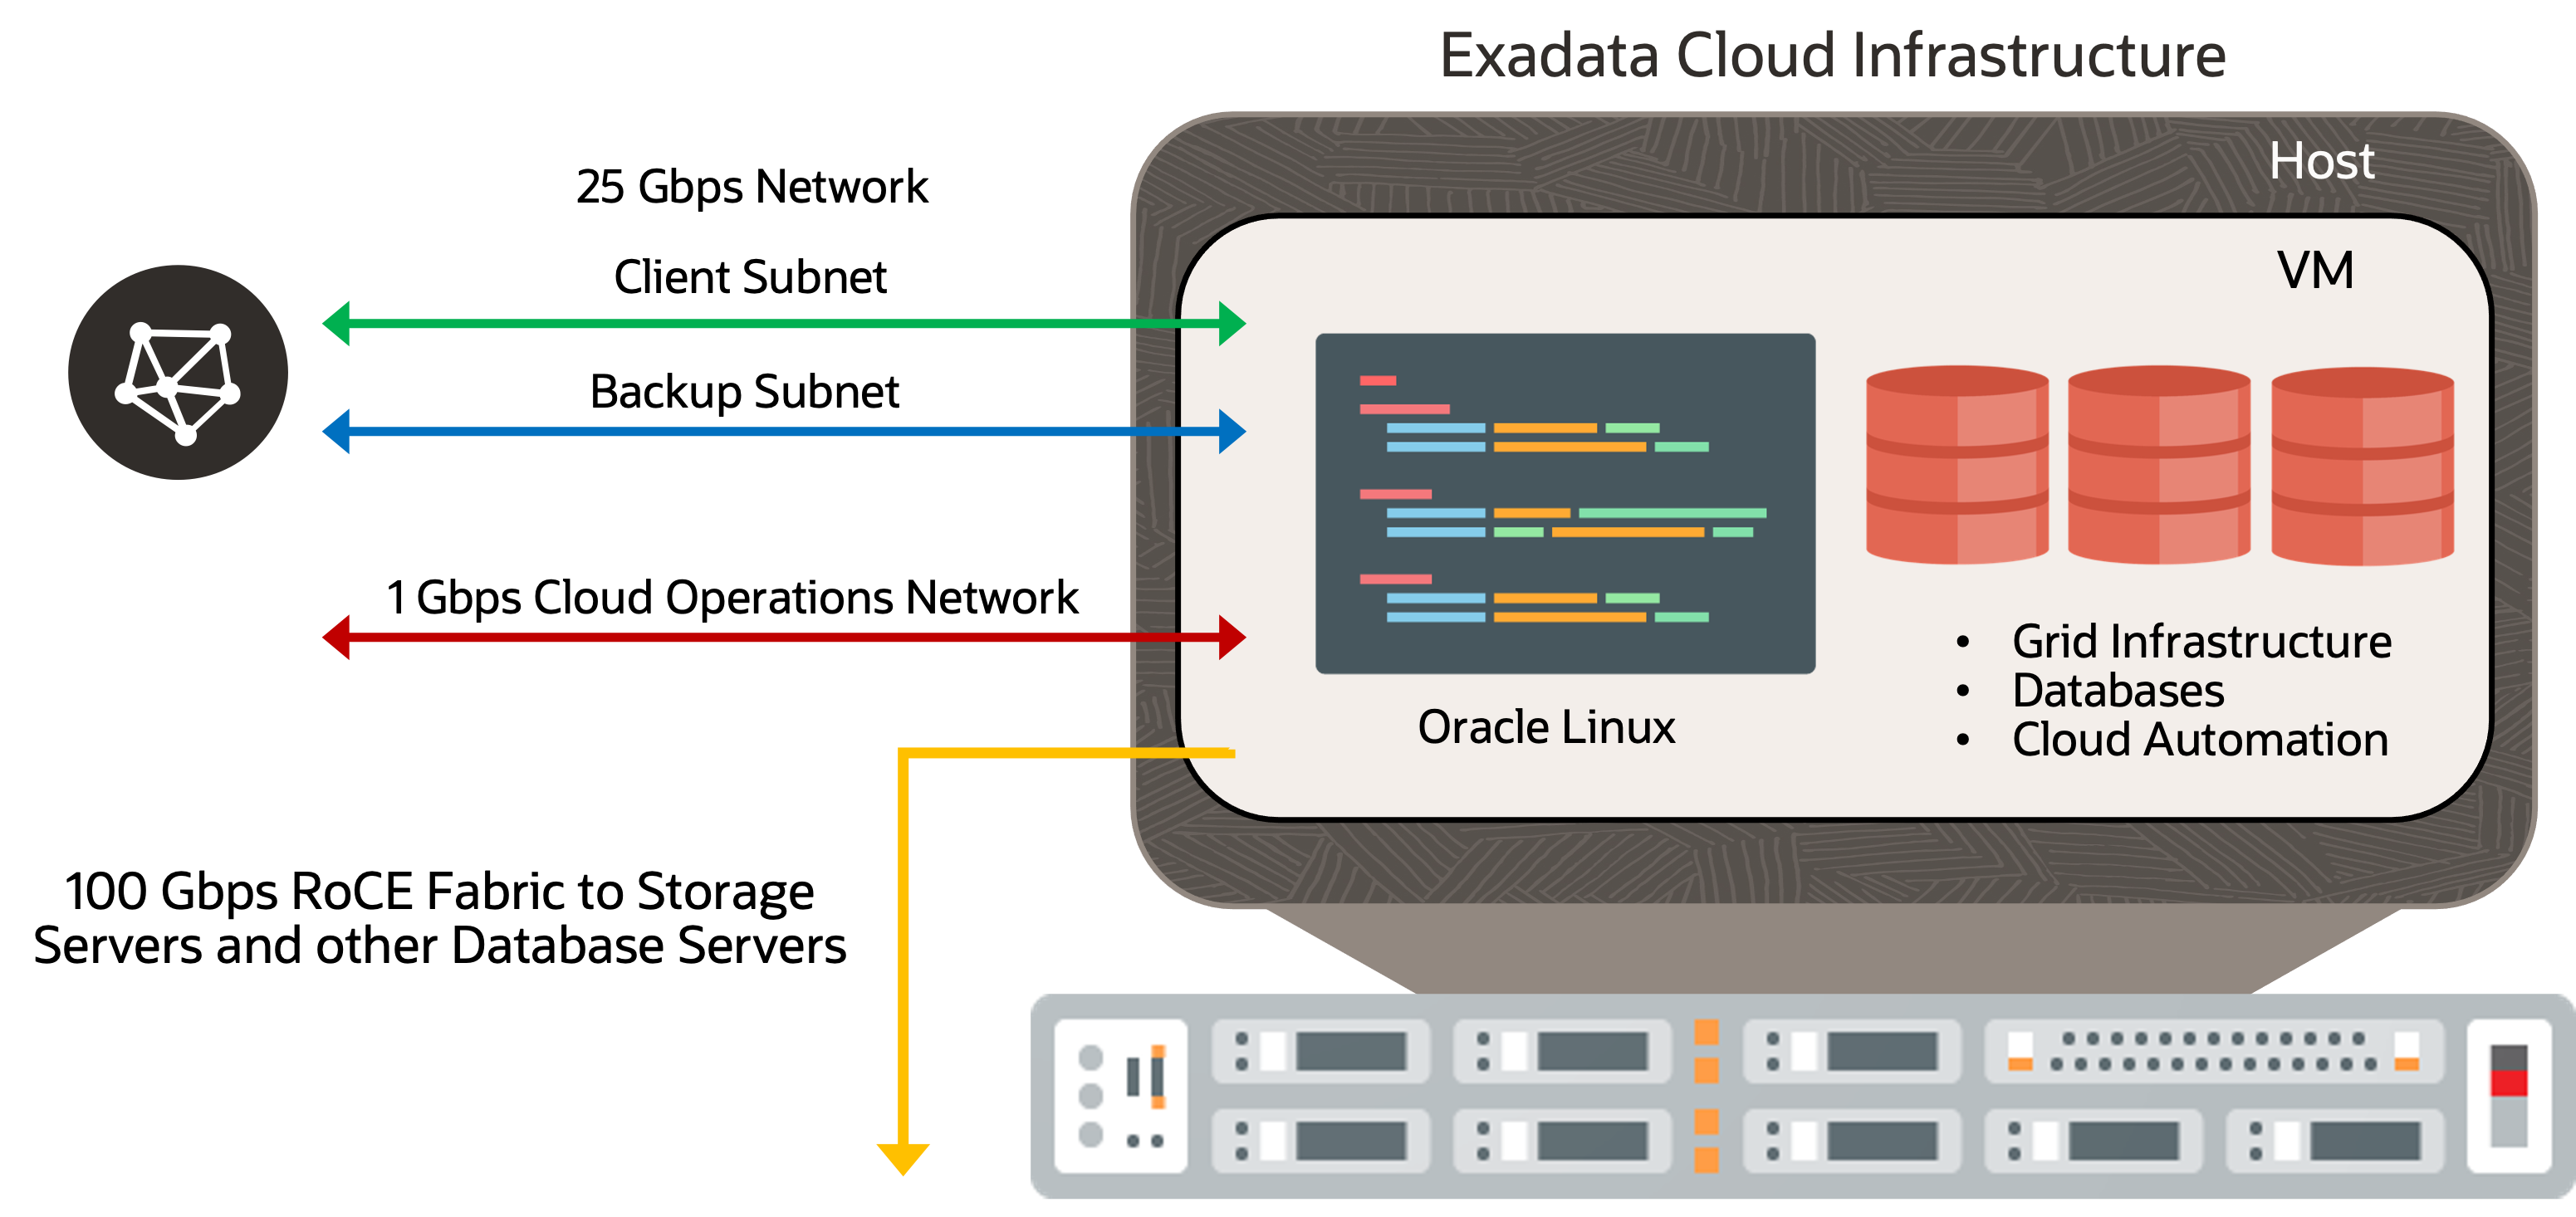 Exadata Cloud Infrastructure
Host
VM
25 Gbps Network
Client Subnet
Backup Subnet
1 Gbps Cloud Operations Network
Oracle Linux
• Grid Infrastructure
• Databases
• Cloud Automation
100 Gbps RoCE Fabric to Storage
Servers and other Database Servers